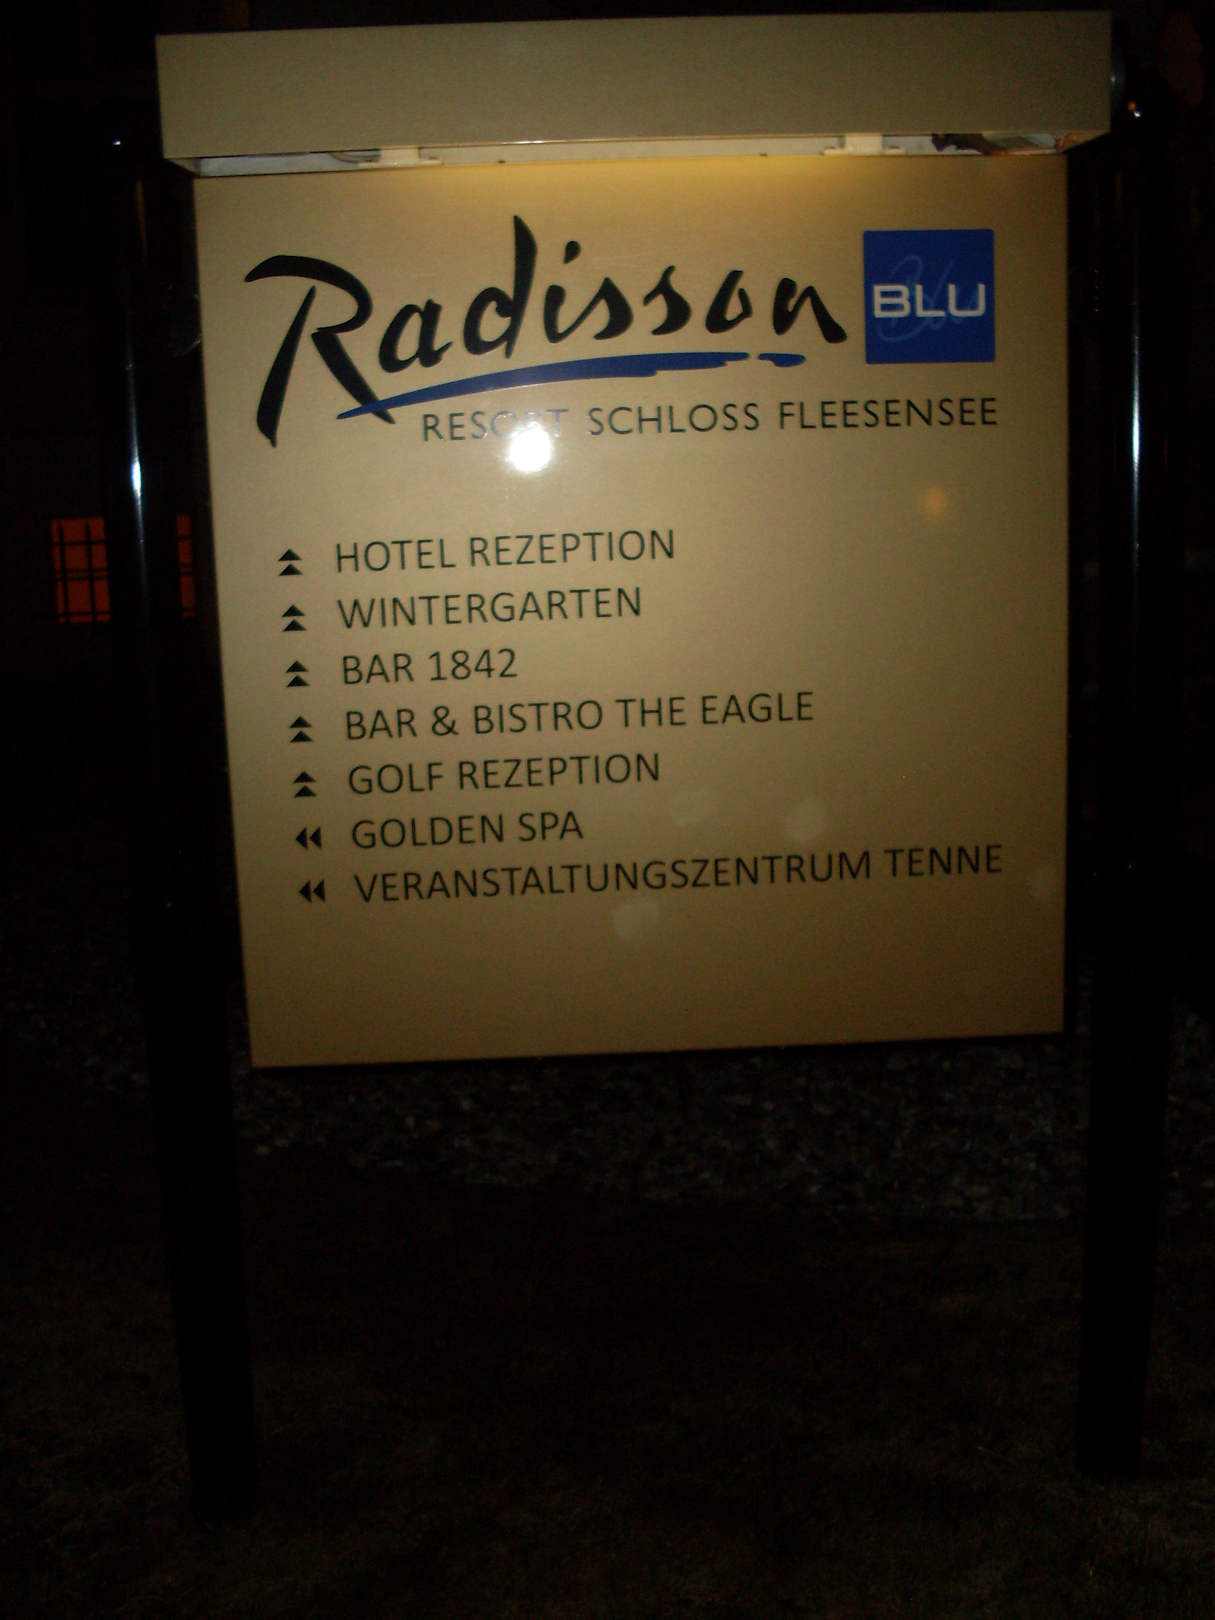 Radisson BLU
RESORT SCHLOSS FLEESENSEE
HOTEL REZEPTION
WINTERGARTEN
BAR 1842
BAR & BISTRO THE EAGLE
GOLF REZEPTION
GOLDEN SPA
VERANSTALTUNGSZENTRUM TENNE